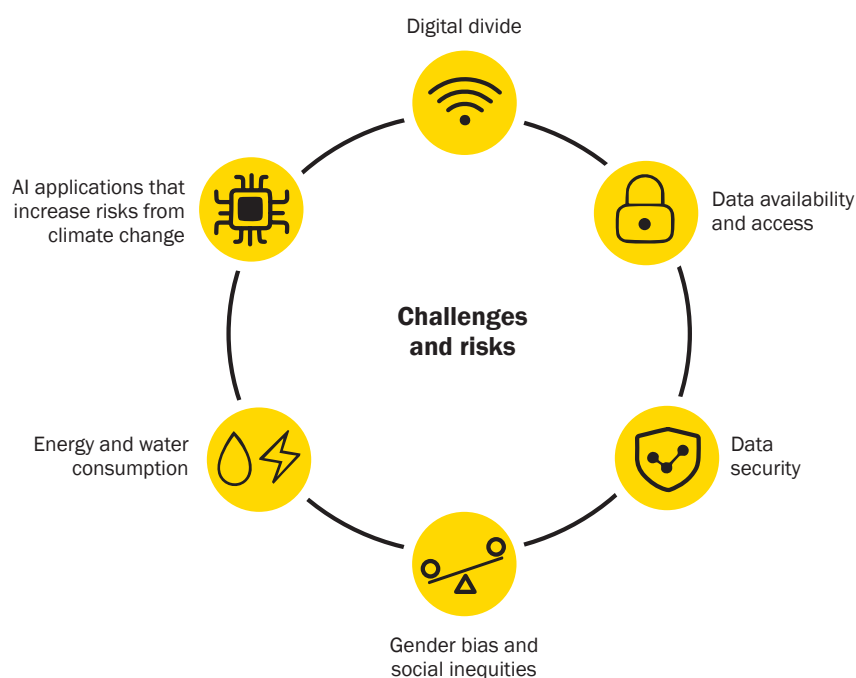 Digital divide
AI applications that
increase risks from
climate change
Data availability
and access
Challenges
and risks
Energy and water
consumption
Data
security
Gender bias and
social inequities